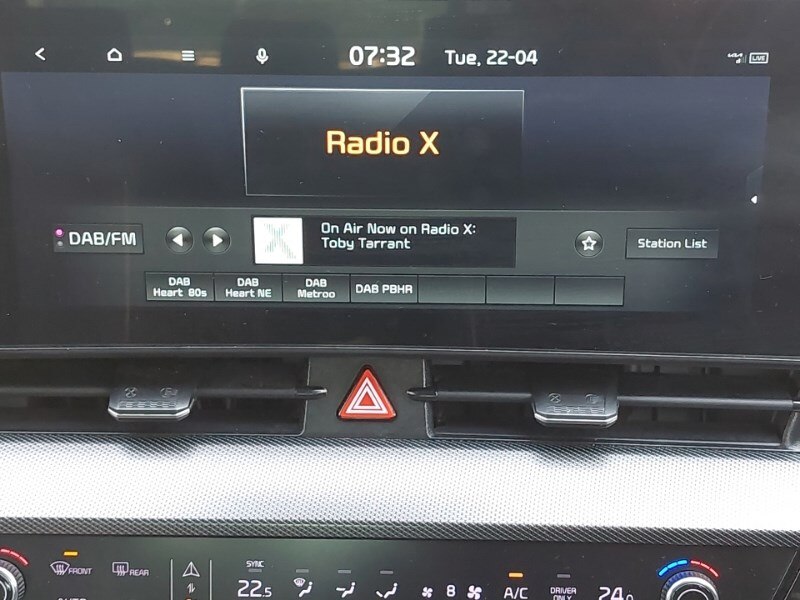 07:32 Tue, 22-04 LIVE
Radio X
On Air Now on Radio X:
DAB/FM Toby Tarrant Station List
DAB DAB DAB DAB PBHR
Heart 80s Heart NE Metroo
SYNC
FRONT REAR
22.5 8 A/C DRIVER ONLY 24.0